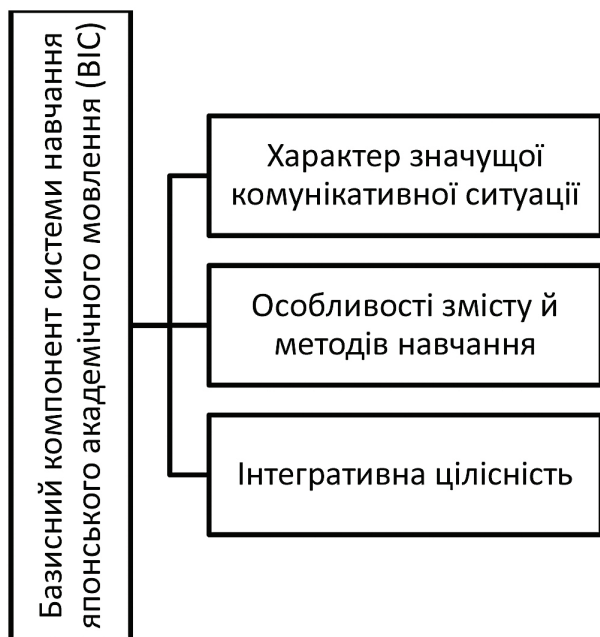 Базисний компонент системи навчання
японського академічного мовлення (ВІС)
Характер значущої
комунікативної ситуації
Особливості змісту й
методів навчання
Інтегративна цілісність